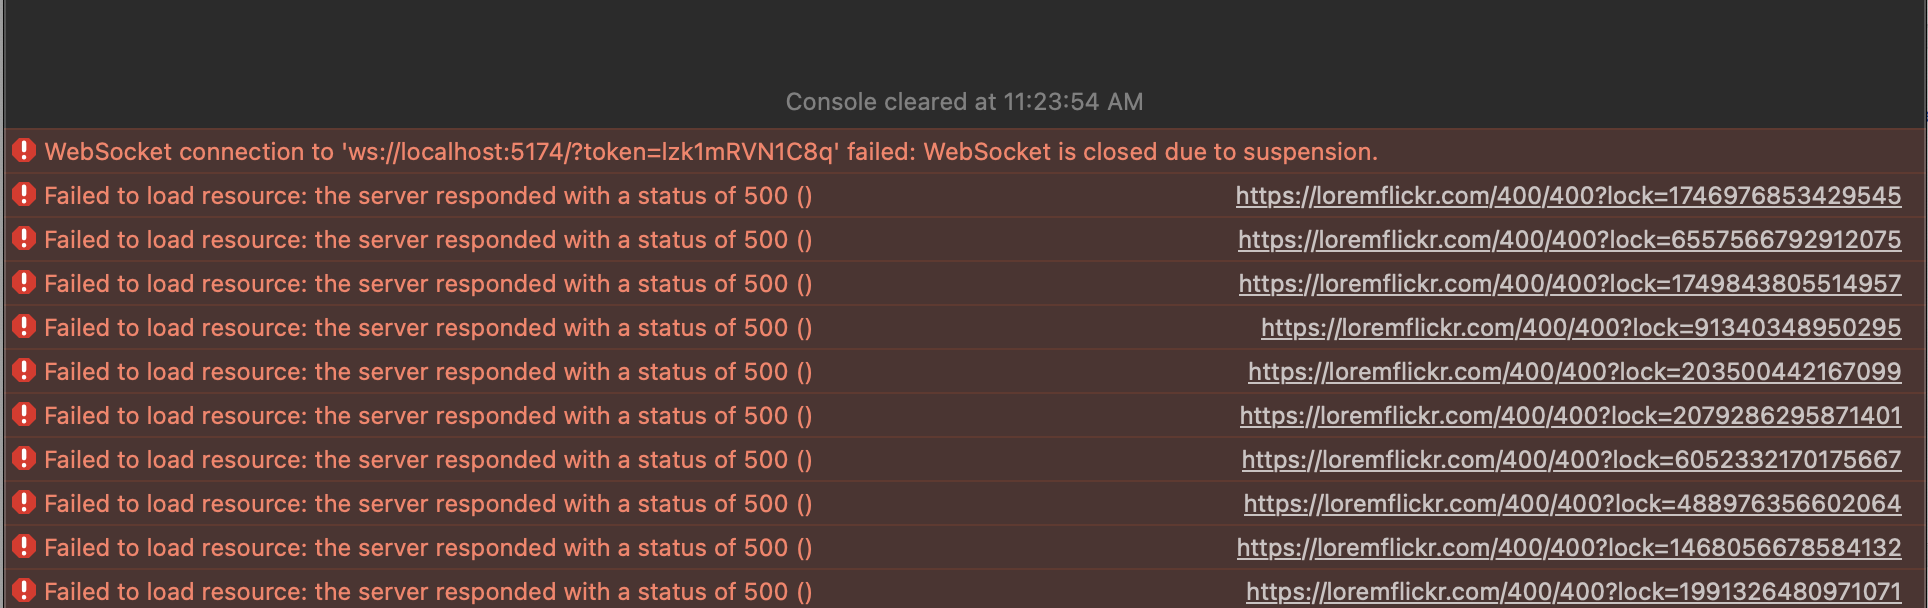 Console cleared at 11:23:54 AM
WebSocket connection to 'ws://localhost:5174/?token=lzk1mRVN1C8q' failed: WebSocket is closed due to suspension.
Failed to load resource: the server responded with a status of 500 () https://loremflickr.com/400/400?lock=1746976853429545
Failed to load resource: the server responded with a status of 500 () https://loremflickr.com/400/400?lock=6557566792912075
Failed to load resource: the server responded with a status of 500 () https://loremflickr.com/400/400?lock=1749843805514957
Failed to load resource: the server responded with a status of 500 () https://loremflickr.com/400/400?lock=91340348950295
Failed to load resource: the server responded with a status of 500 () https://loremflickr.com/400/400?lock=203500442167099
Failed to load resource: the server responded with a status of 500 () https://loremflickr.com/400/400?lock=2079286295871401
Failed to load resource: the server responded with a status of 500 () https://loremflickr.com/400/400?lock=6052332170175667
Failed to load resource: the server responded with a status of 500 () https://loremflickr.com/400/400?lock=488976356602064
Failed to load resource: the server responded with a status of 500 () https://loremflickr.com/400/400?lock=1468056678584132
Failed to load resource: the server responded with a status of 500 () https://loremflickr.com/400/400?lock=1991326480971071